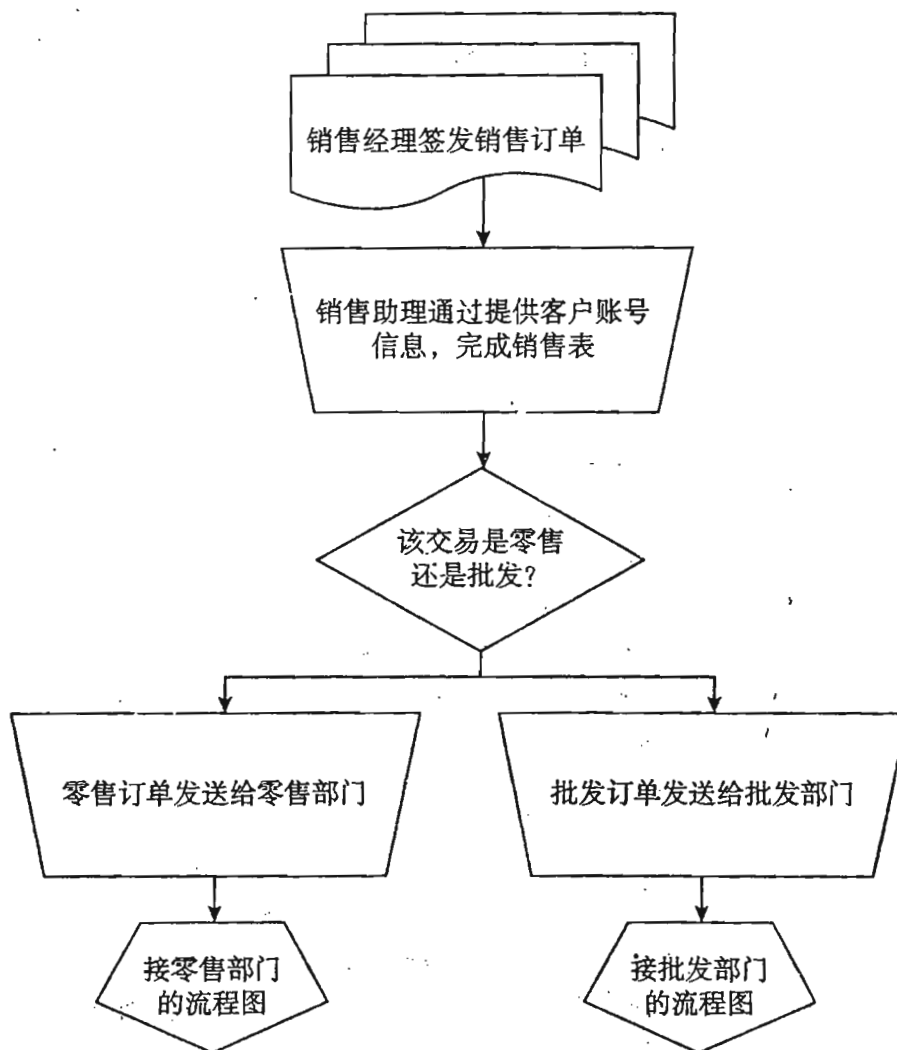 销售经理签发销售订单
销售助理通过提供客户账号
信息，完成销售表
该交易是零售
还是批发？
零售订单发送给零售部门
批发订单发送给批发部门
接零售部门
的流程图
接批发部门
的流程图